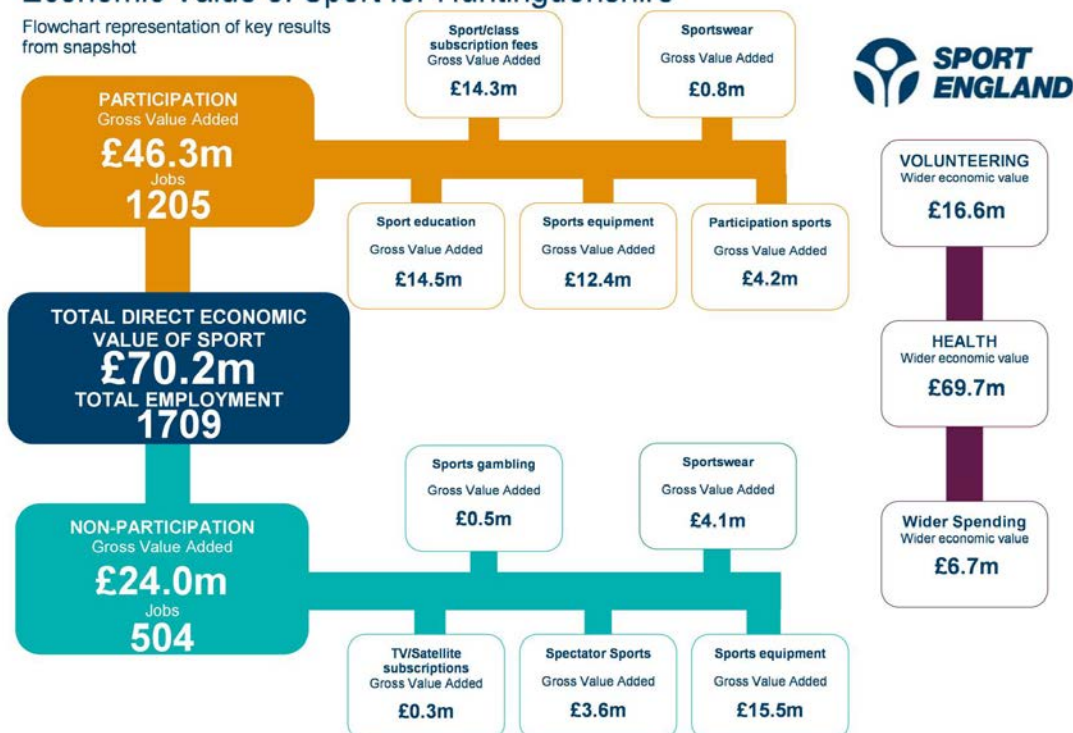 Economic Value of Sport for Huntingdonshire
Flowchart representation of key results
from snapshot
SPORT
ENGLAND
PARTICIPATION
Gross Value Added
£46.3m
Jobs
1205
Sport/class
subscription fees
Gross Value Added
£14.3m
Sportswear
Gross Value Added
£0.8m
Sport education
Gross Value Added
£14.5m
Sports equipment
Gross Value Added
£12.4m
Participation sports
Gross Value Added
£4.2m
TOTAL DIRECT ECONOMIC
VALUE OF SPORT
£70.2m
TOTAL EMPLOYMENT
1709
NON-PARTICIPATION
Gross Value Added
£24.0m
Jobs
504
Sports gambling
Gross Value Added
£0.5m
Sportswear
Gross Value Added
£4.1m
TV/Satellite
subscriptions
Gross Value Added
£0.3m
Spectator Sports
Gross Value Added
£3.6m
Sports equipment
Gross Value Added
£15.5m
VOLUNTEERING
Wider economic value
£16.6m
HEALTH
Wider economic value
£69.7m
Wider Spending
Wider economic value
£6.7m